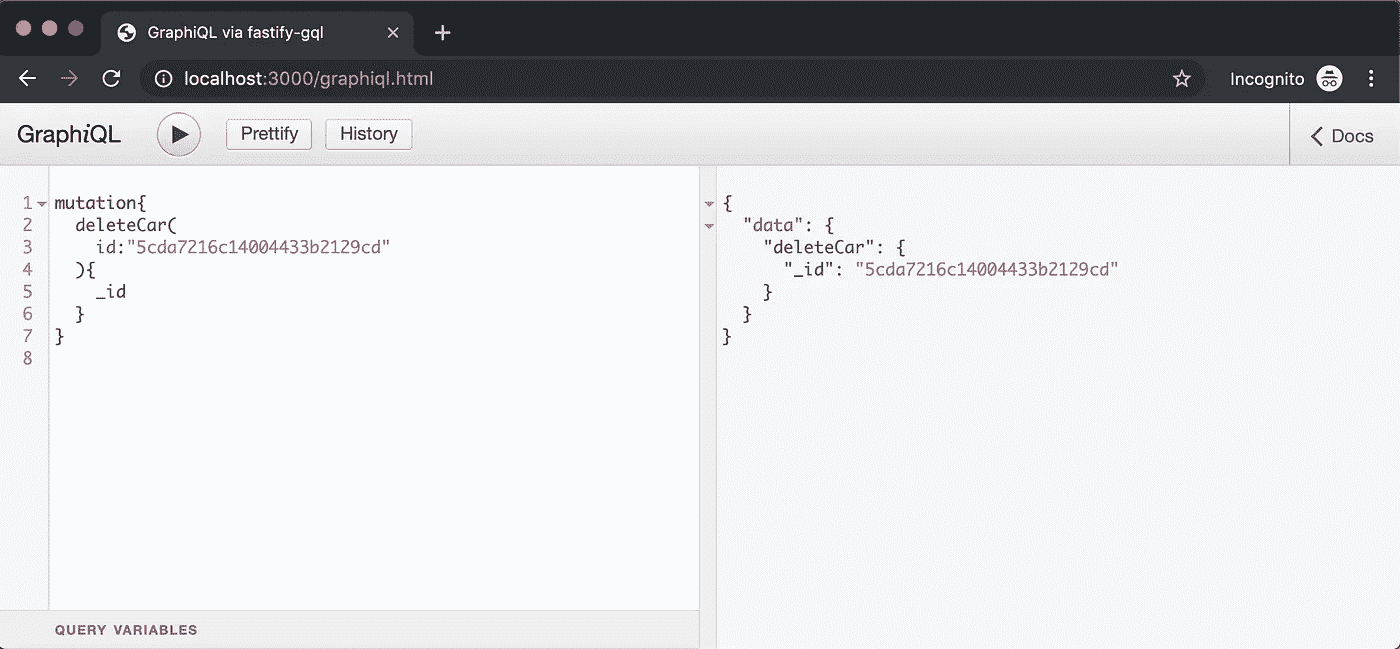 GraphiQL via fastify-gql
localhost:3000/graphiql.html
Incognito
GraphiQL
Prettify
History
Docs
1 mutation{
2 deleteCar(
3 id:"5cda7216c14004433b2129cd"
4 ){
5 _id
6 }
7 }
8
{
"data": {
"deleteCar": {
"_id": "5cda7216c14004433b2129cd"
}
}
}
QUERY VARIABLES